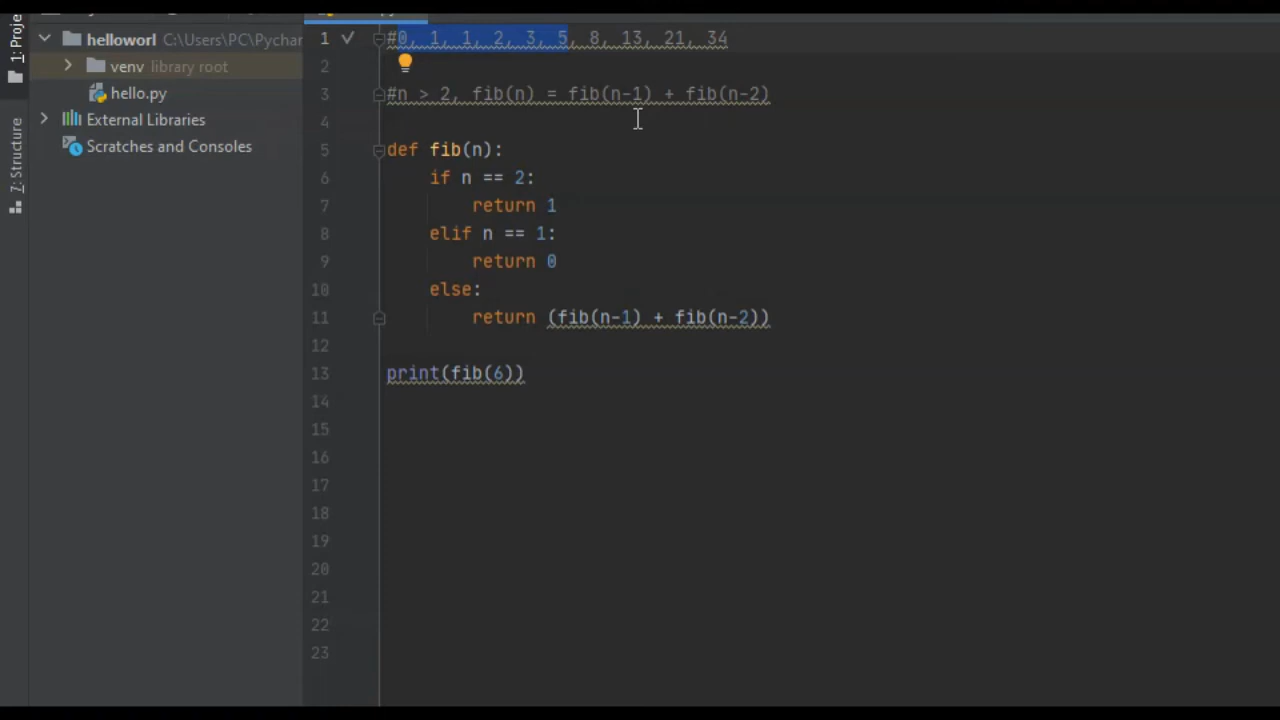 1: Proje
7: Structure
helloworl C:\Users\PC\Pychar
venv library root
hello.py
External Libraries
Scratches and Consoles
1 #0, 1, 1, 2, 3, 5, 8, 13, 21, 34
2
3 #n > 2, fib(n) = fib(n-1) + fib(n-2)
4
5 def fib(n):
6 if n == 2:
7 return 1
8 elif n == 1:
9 return 0
10 else:
11 return (fib(n-1) + fib(n-2))
12
13 print(fib(6))
14
15
16
17
18
19
20
21
22
23